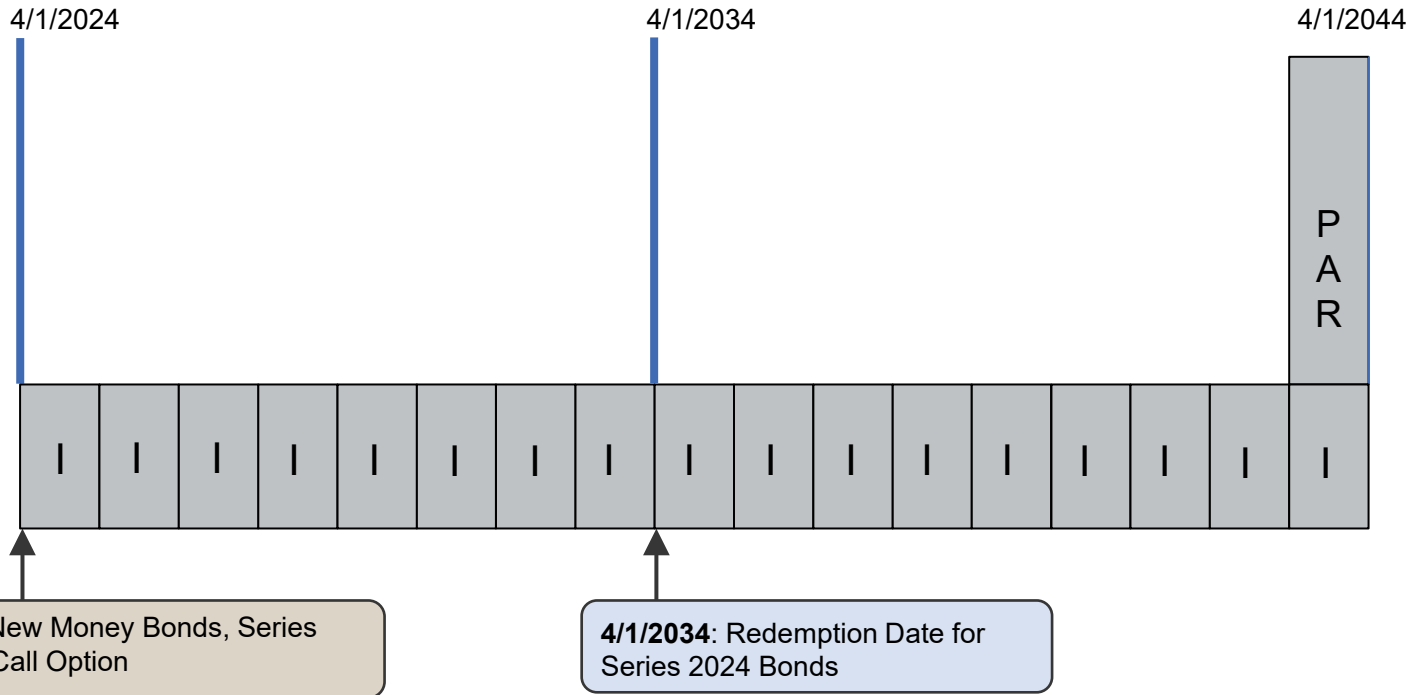 4/1/2024 4/1/2034 4/1/2044
P
A
R
I I I I I I I I I I I I I I I I I
New Money Bonds, Series
Call Option
4/1/2034: Redemption Date for
Series 2024 Bonds